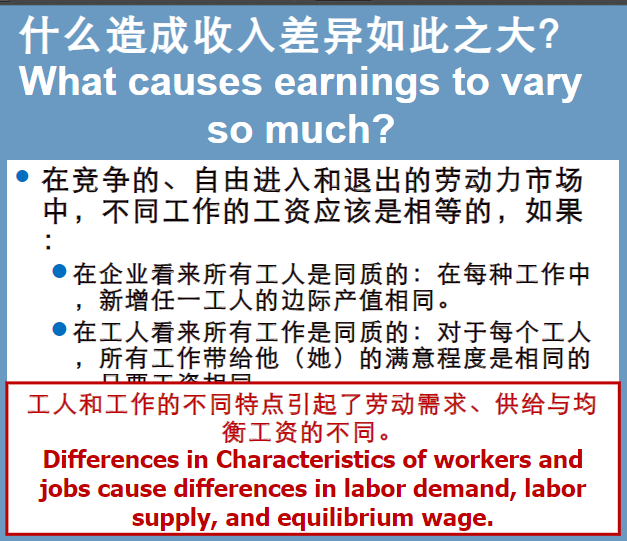 什么造成收入差异如此之大?
What causes earnings to vary
so much?
在竞争的、自由进入和退出的劳动力市场
中，不同工作的工资应该是相等的，如果
：
在企业看来所有工人是同质的：在每种工作中
，新增任一工人的边际产值相同。
在工人看来所有工作是同质的：对于每个工人
，所有工作带给他（她）的满意程度是相同的
工人和工作的不同特点引起了劳动需求、供给与均
衡工资的不同。
Differences in Characteristics of workers and
jobs cause differences in labor demand, labor
supply, and equilibrium wage.